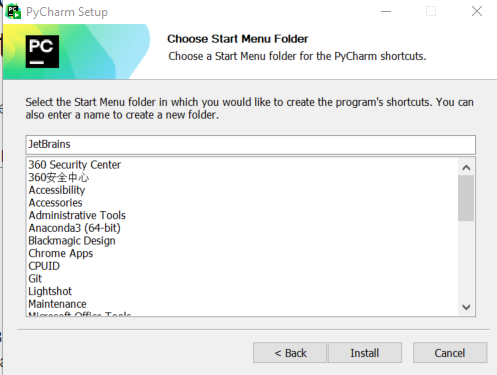 PyCharm Setup
PC
Choose Start Menu Folder
Choose a Start Menu folder for the PyCharm shortcuts.
Select the Start Menu folder in which you would like to create the program's shortcuts. You can
also enter a name to create a new folder.
JetBrains
360 Security Center
360安全中心
Accessibility
Accessories
Administrative Tools
Anaconda3 (64-bit)
Blackmagic Design
Chrome Apps
CPUID
Git
Lightshot
Maintenance
Microsoft Office Tools
< Back
Install
Cancel